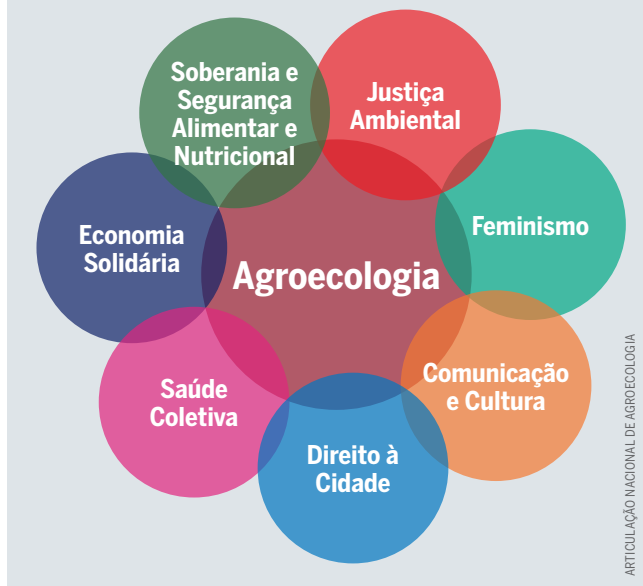 Soberania e
Segurança
Alimentar e
Nutricional
Justiça
Ambiental
Feminismo
Economia
Solidária
Agroecologia
Comunicação
e Cultura
Saúde
Coletiva
Direito à
Cidade
ARTICULAÇÃO NACIONAL DE AGROECOLOGIA